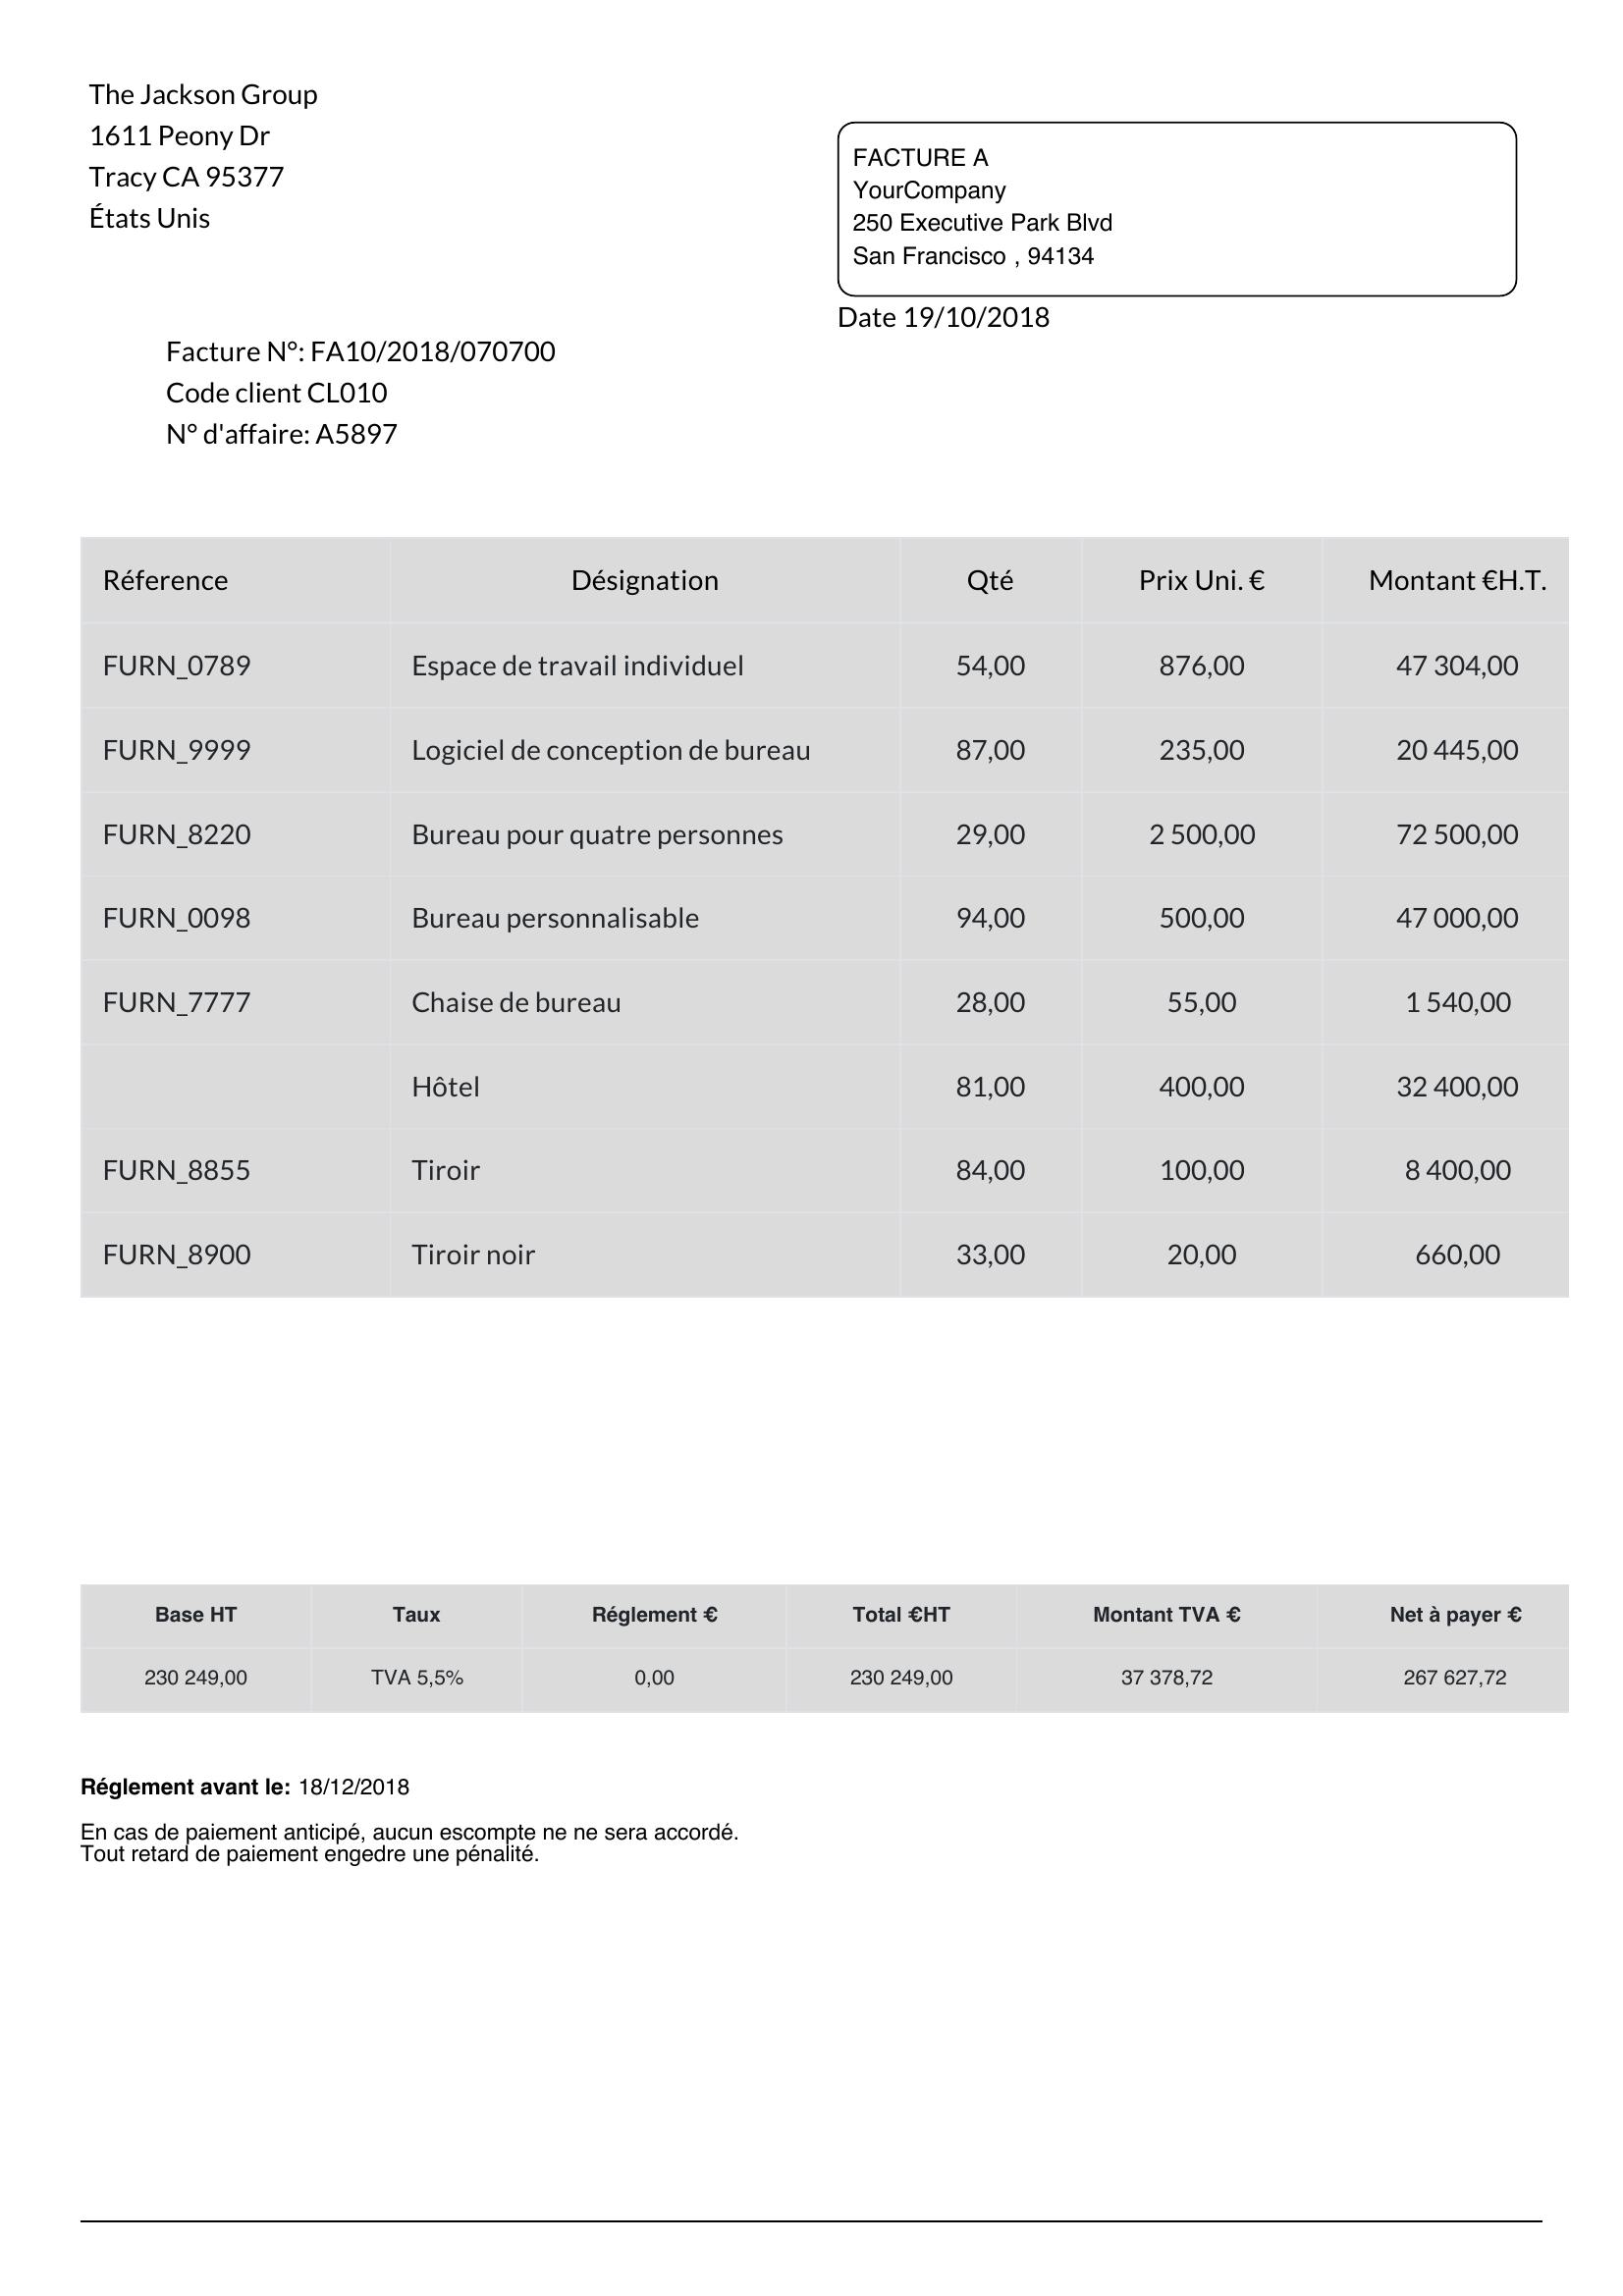 The Jackson Group
1611 Peony Dr
Tracy CA 95377
États Unis
FACTURE A
YourCompany
250 Executive Park Blvd
San Francisco , 94134
Date 19/10/2018
Facture N°: FA10/2018/070700
Code client CL010
N° d'affaire: A5897
Réference Désignation Qté Prix Uni. € Montant €H.T.
FURN_0789 Espace de travail individuel 54,00 876,00 47 304,00
FURN_9999 Logiciel de conception de bureau 87,00 235,00 20 445,00
FURN_8220 Bureau pour quatre personnes 29,00 2 500,00 72 500,00
FURN_0098 Bureau personnalisable 94,00 500,00 47 000,00
FURN_7777 Chaise de bureau 28,00 55,00 1 540,00
Hôtel 81,00 400,00 32 400,00
FURN_8855 Tiroir 84,00 100,00 8 400,00
FURN_8900 Tiroir noir 33,00 20,00 660,00
Base HT Taux Réglement € Total €HT Montant TVA € Net à payer €
230 249,00 TVA 5,5% 0,00 230 249,00 37 378,72 267 627,72
Réglement avant le: 18/12/2018
En cas de paiement anticipé, aucun escompte ne ne sera accordé.
Tout retard de paiement engedre une pénalité.